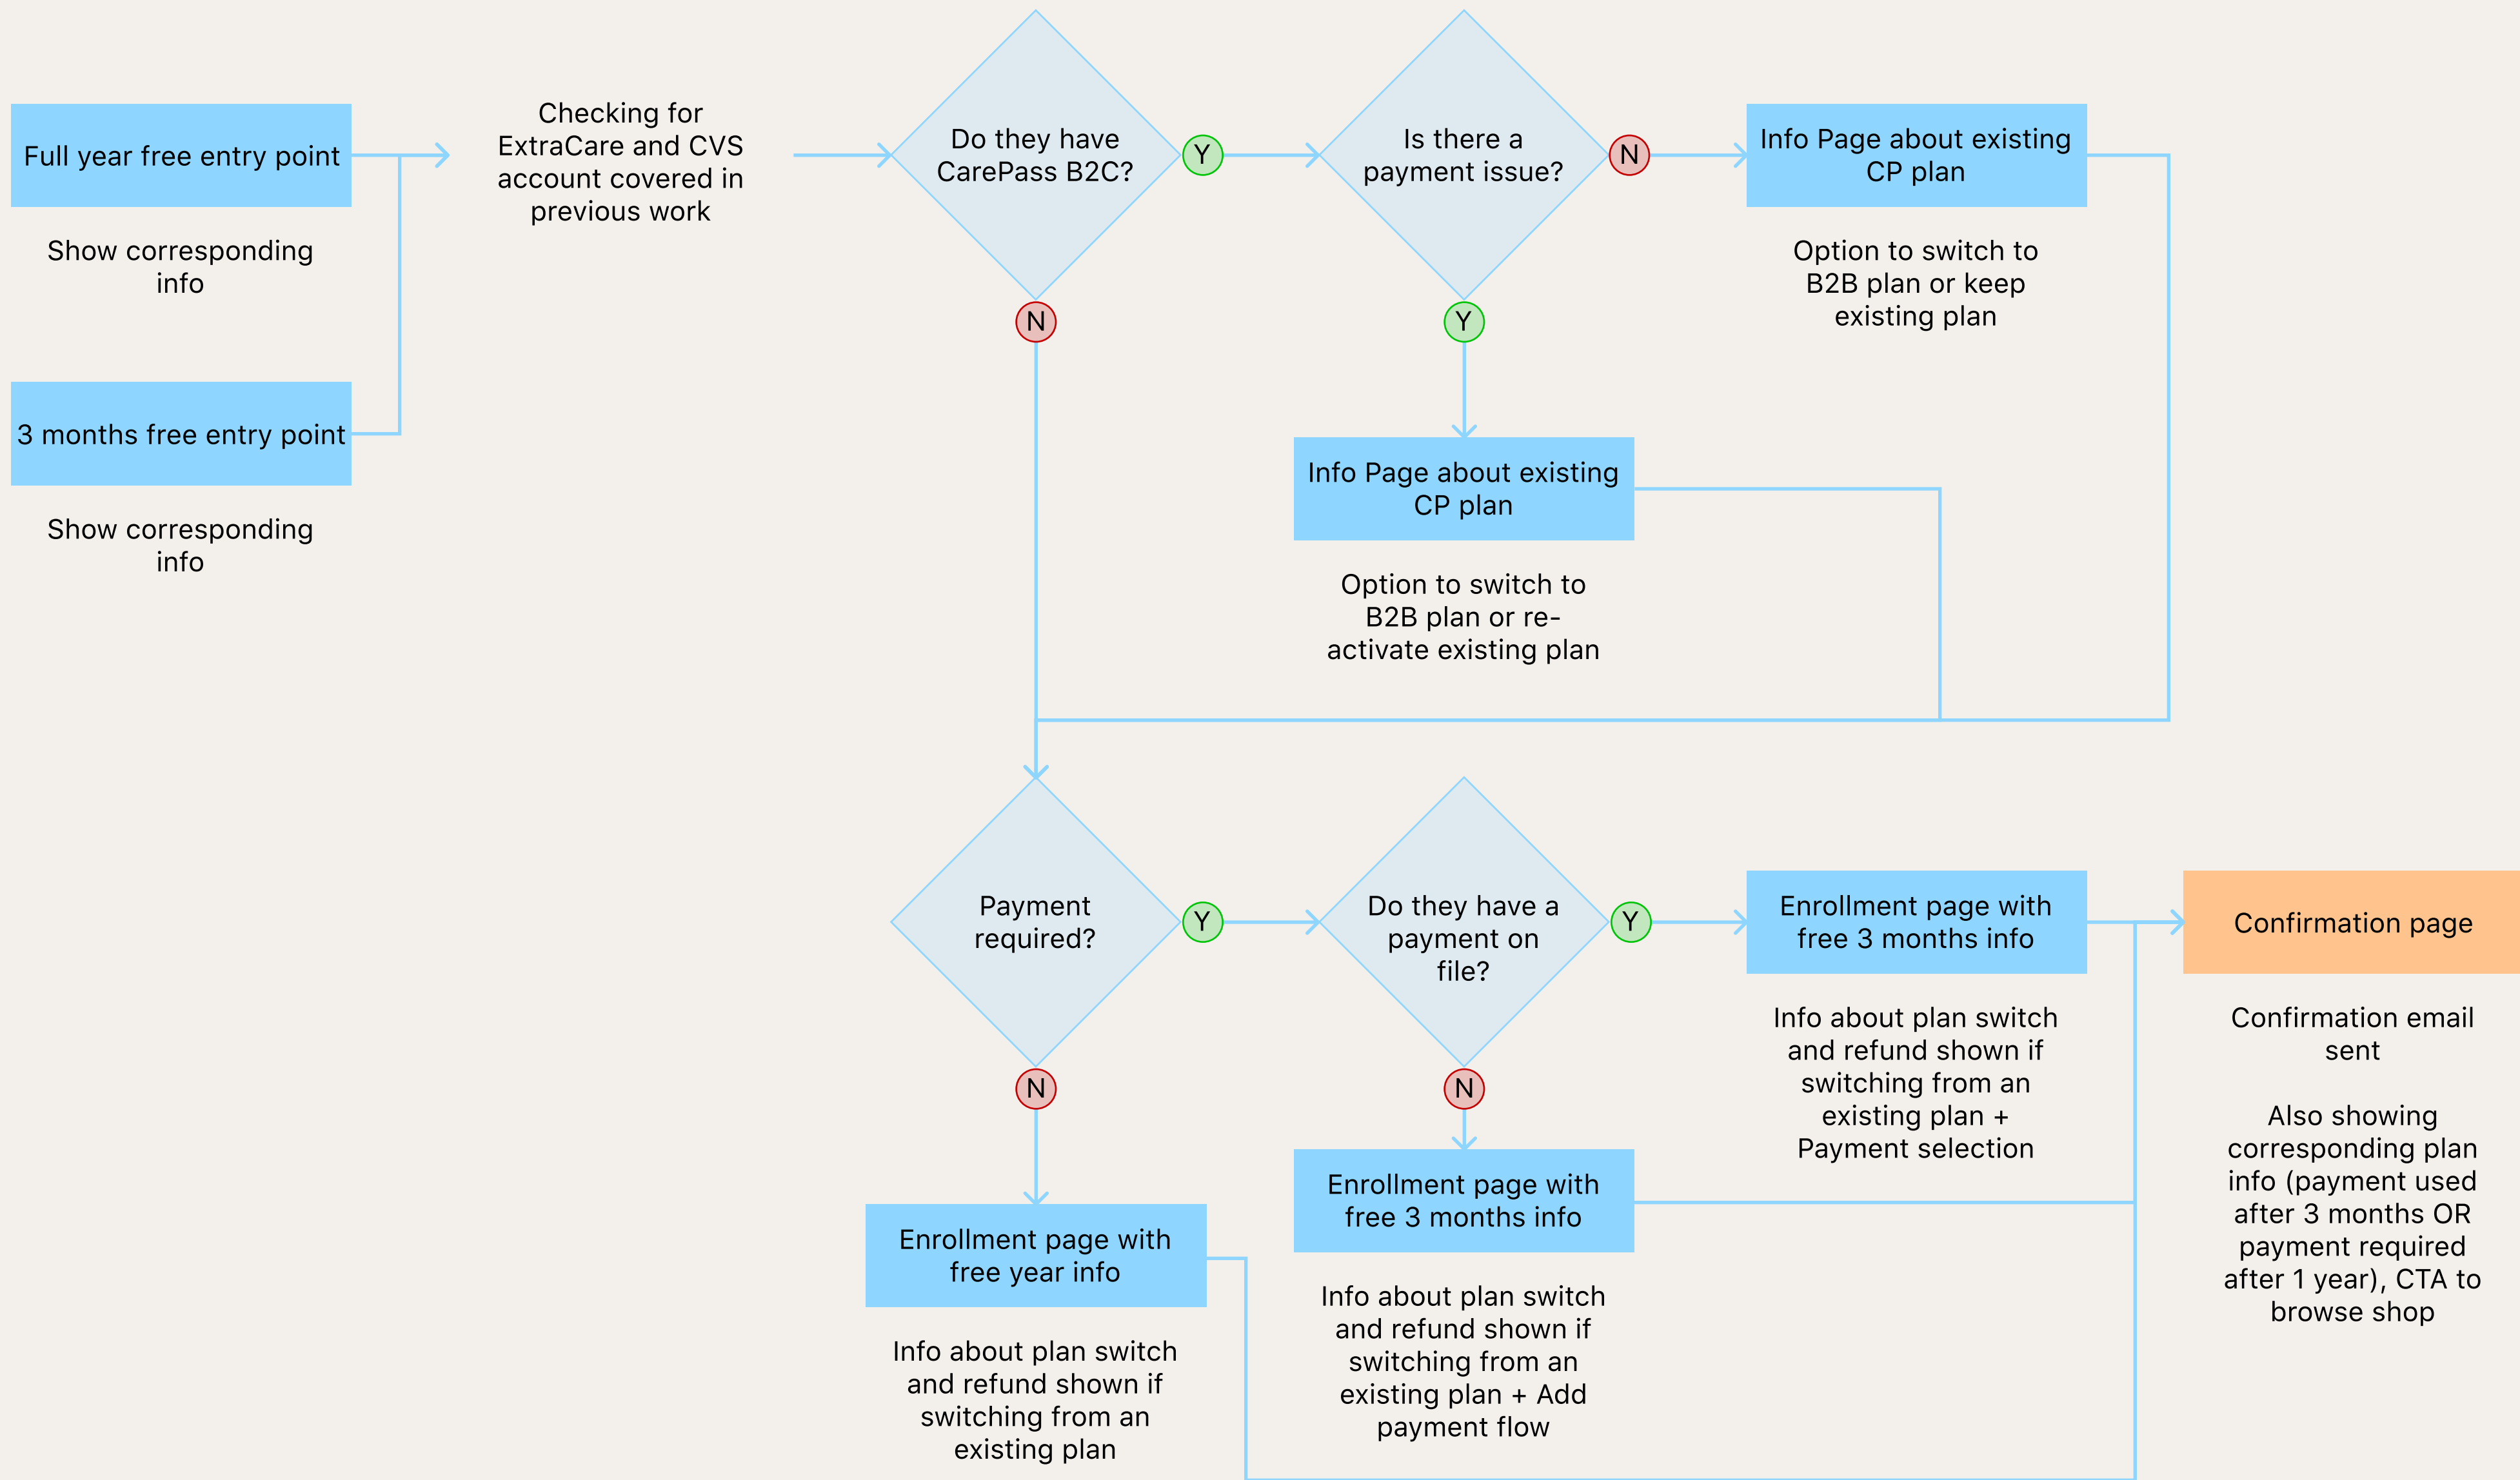 Full year free entry point
Show corresponding
info
3 months free entry point
Show corresponding
info
Checking for
ExtraCare and CVS
account covered in
previous work
Do they have
CarePass B2C?
Y
N
Is there a
payment issue?
N
Y
Info Page about existing
CP plan
Option to switch to
B2B plan or keep
existing plan
Info Page about existing
CP plan
Option to switch to
B2B plan or re-
activate existing plan
Payment
required?
Y
N
Do they have a
payment on
file?
Y
N
Enrollment page with
free 3 months info
Info about plan switch
and refund shown if
switching from an
existing plan +
Payment selection
Confirmation page
Confirmation email
sent
Also showing
corresponding plan
info (payment used
after 3 months OR
payment required
after 1 year), CTA to
browse shop
Enrollment page with
free 3 months info
Info about plan switch
and refund shown if
switching from an
existing plan + Add
payment flow
Enrollment page with
free year info
Info about plan switch
and refund shown if
switching from an
existing plan